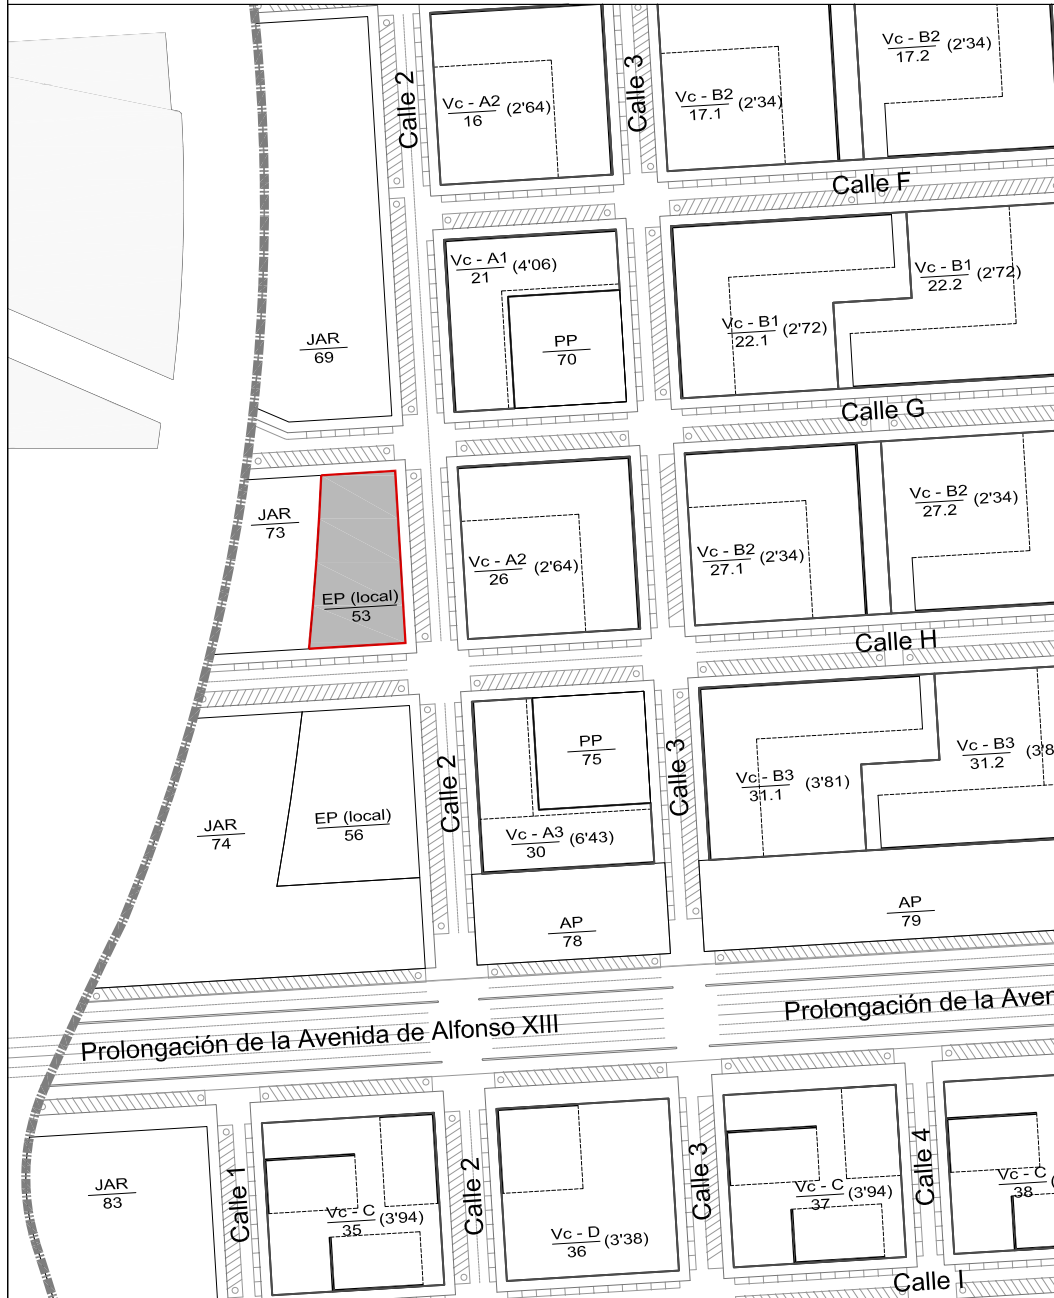 Vc - B2
17.2
(2'34)
Calle 2
Calle 3
Vc - A2
16
(2'64)
Vc - B2
17.1
(2'34)
Calle F
Vc - A1
21
(4'06)
Vc - B1
22.2
(2'72)
Vc - B1
22.1
(2'72)
JAR
69
PP
70
Calle G
JAR
73
Vc - B2
27.2
(2'34)
Vc - A2
26
(2'64)
Vc - B2
27.1
(2'34)
EP (local)
53
Calle H
PP
75
Calle 2
Calle 3
Vc - B3
31.2
(3'8
Vc - B3
31.1
(3'81)
JAR
74
EP (local)
56
Vc - A3
30
(6'43)
AP
78
AP
79
Prolongación de la Avenida de Alfonso XIII
Prolongación de la Aven
JAR
83
Calle 1
Calle 2
Calle 3
Calle 4
Vc - C
35
(3'94)
Vc - D
36
(3'38)
Vc - C
37
(3'94)
Vc - C
38
(
Calle I